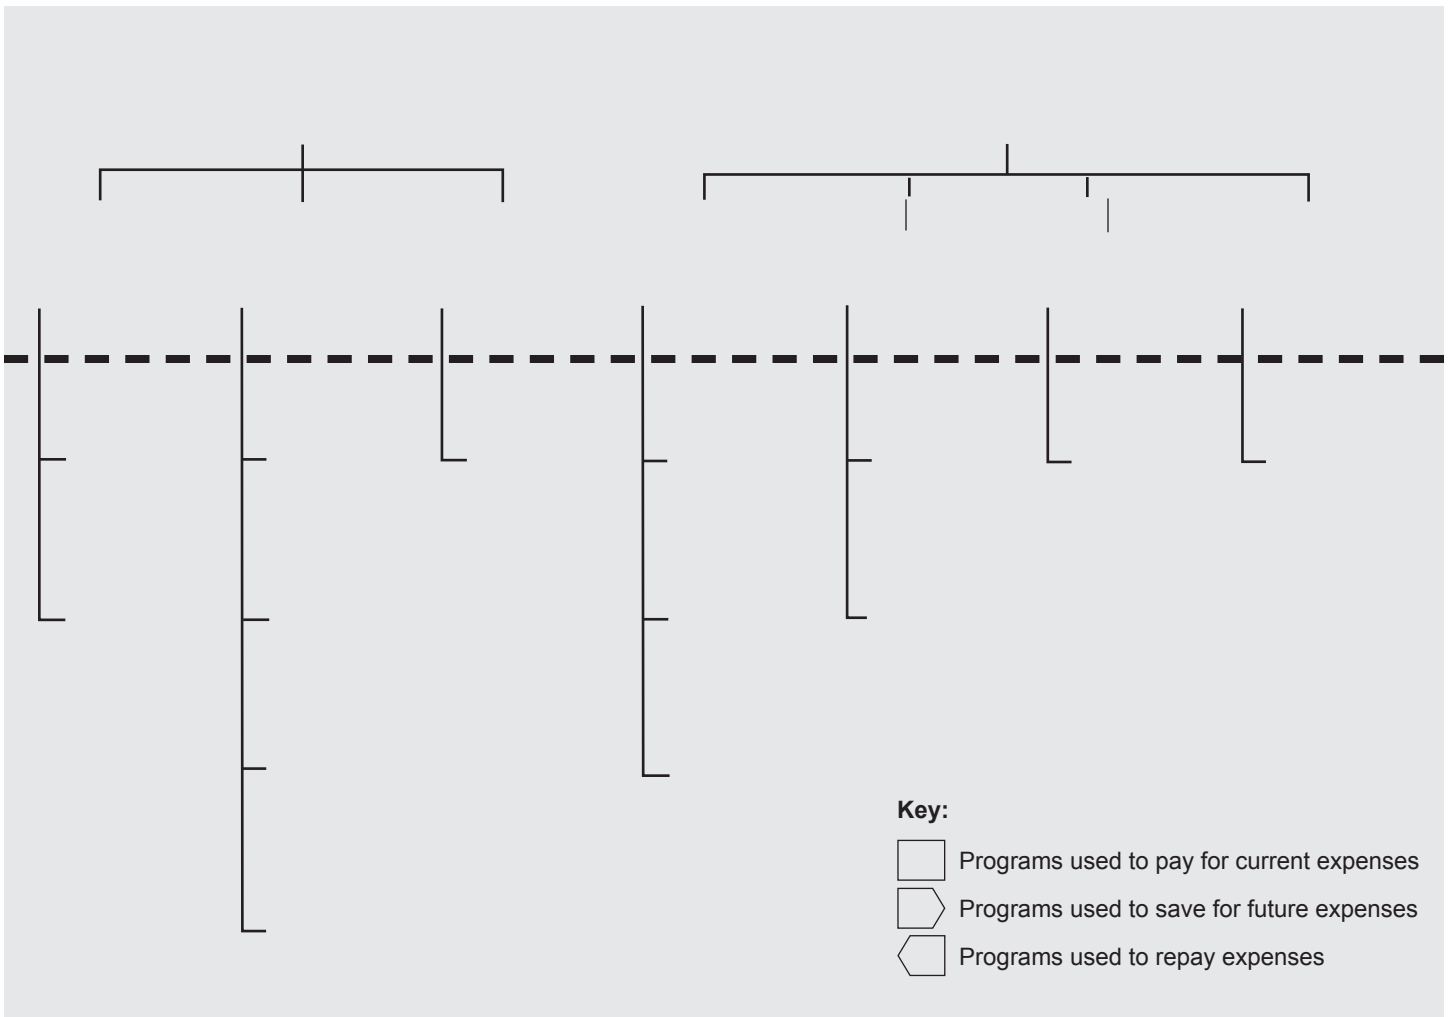 Key:
Programs used to pay for current expenses
Programs used to save for future expenses
Programs used to repay expenses